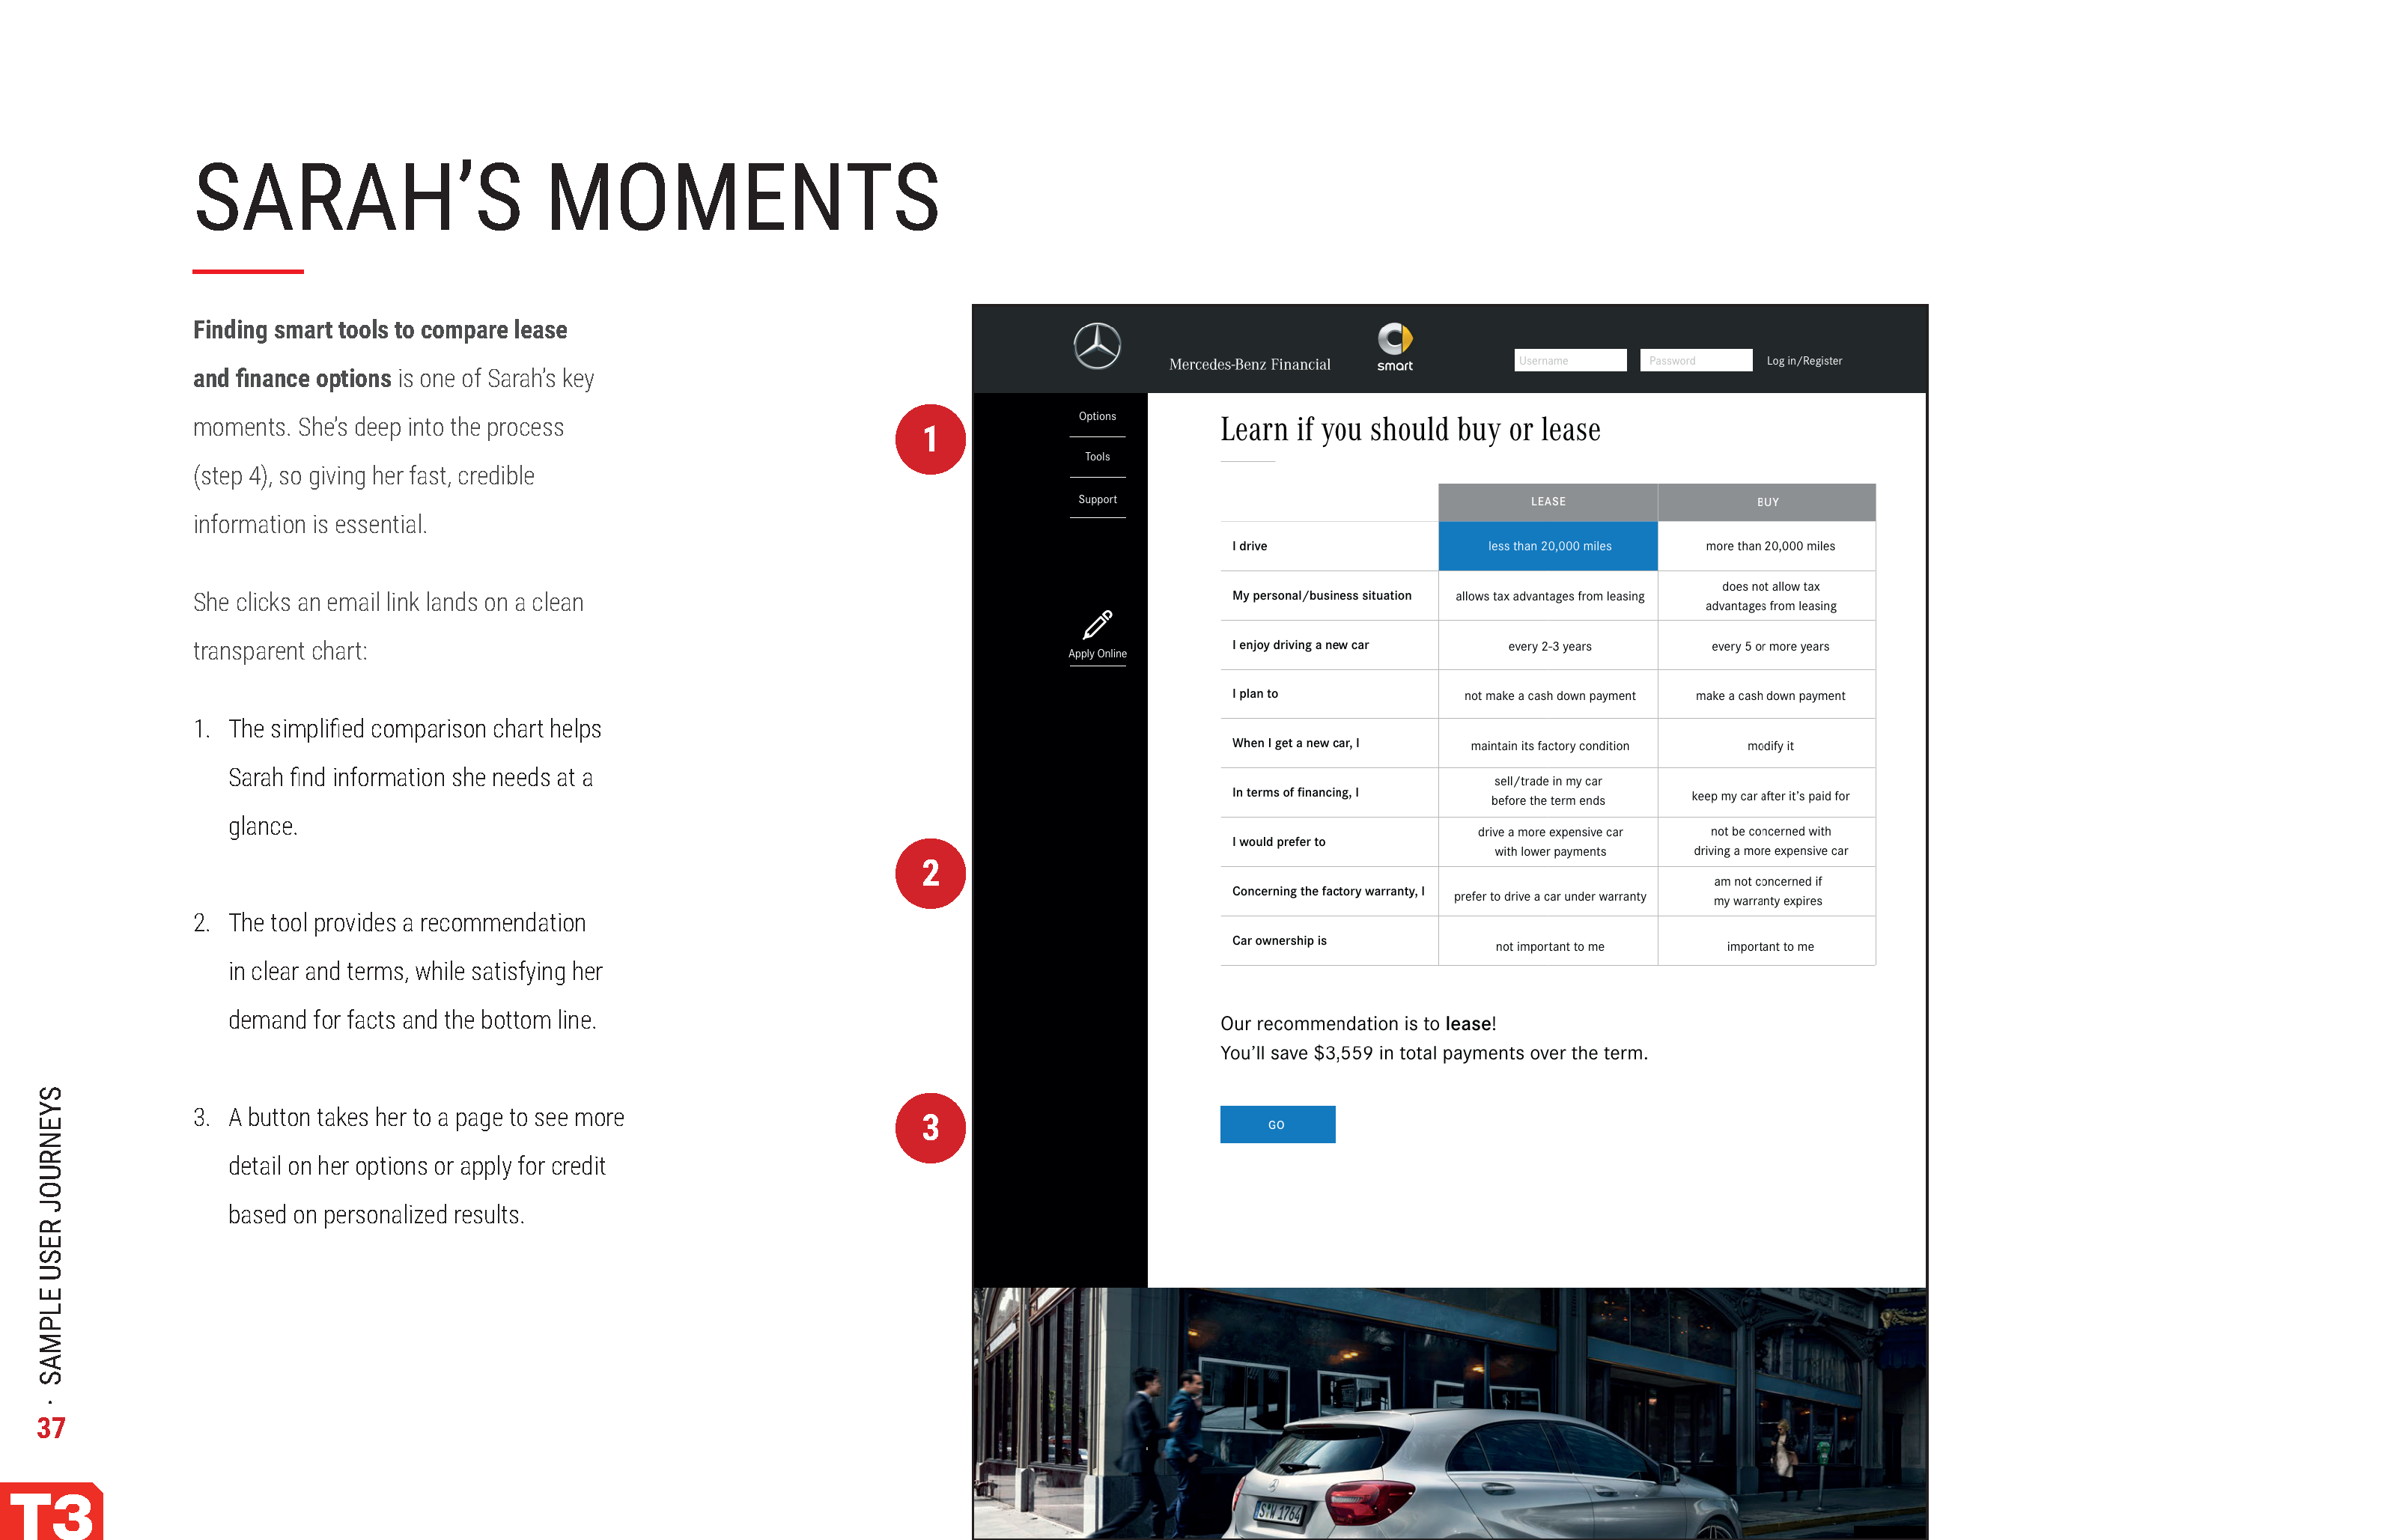 SARAH’S MOMENTS
Finding smart tools to compare lease
and finance options is one of Sarah’s key
moments. She’s deep into the process
(step 4), so giving her fast, credible
information is essential.
She clicks an email link lands on a clean
transparent chart:
1. The simplified comparison chart helps
Sarah find information she needs at a
glance.
2. The tool provides a recommendation
in clear and terms, while satisfying her
demand for facts and the bottom line.
3. A button takes her to a page to see more
detail on her options or apply for credit
based on personalized results.
SAMPLE USER JOURNEYS
·
37
T3
1
2
3
Mercedes-Benz Financial
smart
Username
Password
Log in/Register
Options
Tools
Support
Apply Online
Learn if you should buy or lease
LEASE
BUY
I drive
less than 20,000 miles
more than 20,000 miles
My personal/business situation
allows tax advantages from leasing
does not allow tax
advantages from leasing
I enjoy driving a new car
every 2-3 years
every 5 or more years
I plan to
not make a cash down payment
make a cash down payment
When I get a new car, I
maintain its factory condition
modify it
In terms of financing, I
sell/trade in my car
before the term ends
keep my car after it’s paid for
I would prefer to
drive a more expensive car
with lower payments
not be concerned with
driving a more expensive car
Concerning the factory warranty, I
prefer to drive a car under warranty
am not concerned if
my warranty expires
Car ownership is
not important to me
important to me
Our recommendation is to lease!
You’ll save $3,559 in total payments over the term.
GO
S·W 1764